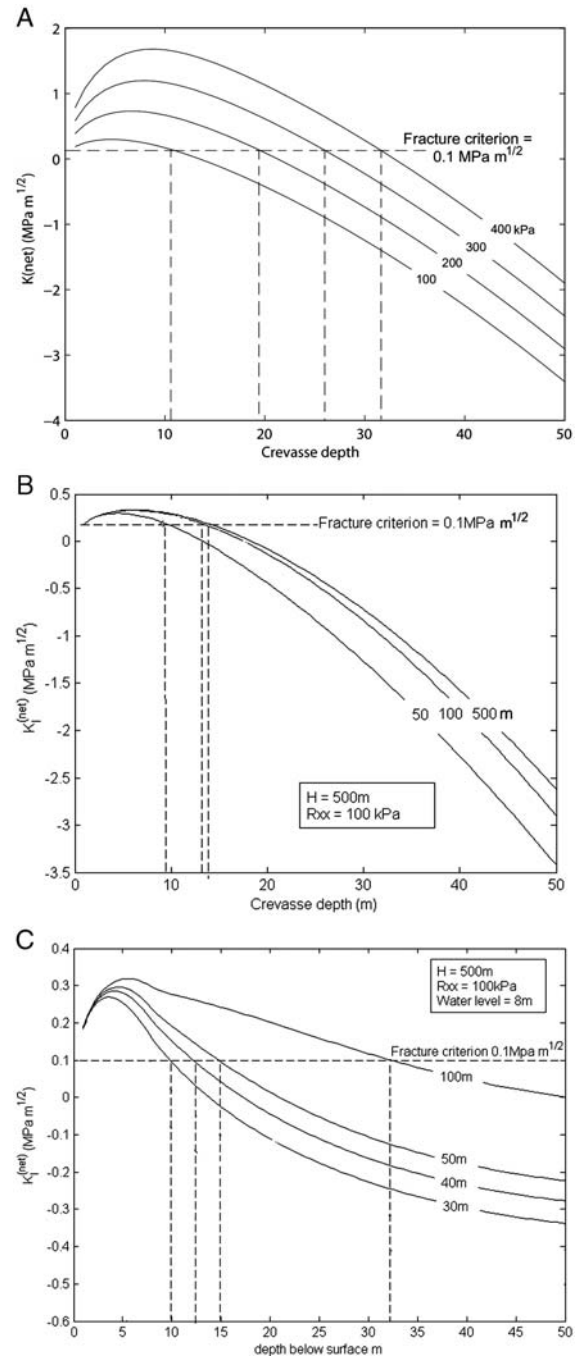 A
2
1
0
−1
−2
−3
−4
K(net) (MPa m1/2)
Fracture criterion =
0.1 MPa m1/2
400 kPa
300
200
100
0 10 20 30 40 50
Crevasse depth
B
0.5
0
-0.5
-1
-1.5
-2
-2.5
-3
-3.5
KI(net) (MPa m1/2)
Fracture criterion = 0.1MPa m1/2
50 100 500 m
H = 500m
Rxx = 100 kPa
0 10 20 30 40 50
Crevasse depth (m)
C
0.4
0.3
0.2
0.1
0
-0.1
-0.2
-0.3
-0.4
-0.5
-0.6
KI(net) (MPa m1/2)
H = 500m
Rxx = 100kPa
Water level = 8m
Fracture criterion 0.1Mpa m1/2
100m
50m
40m
30m
0 5 10 15 20 25 30 35 40 45 50
depth below surface m